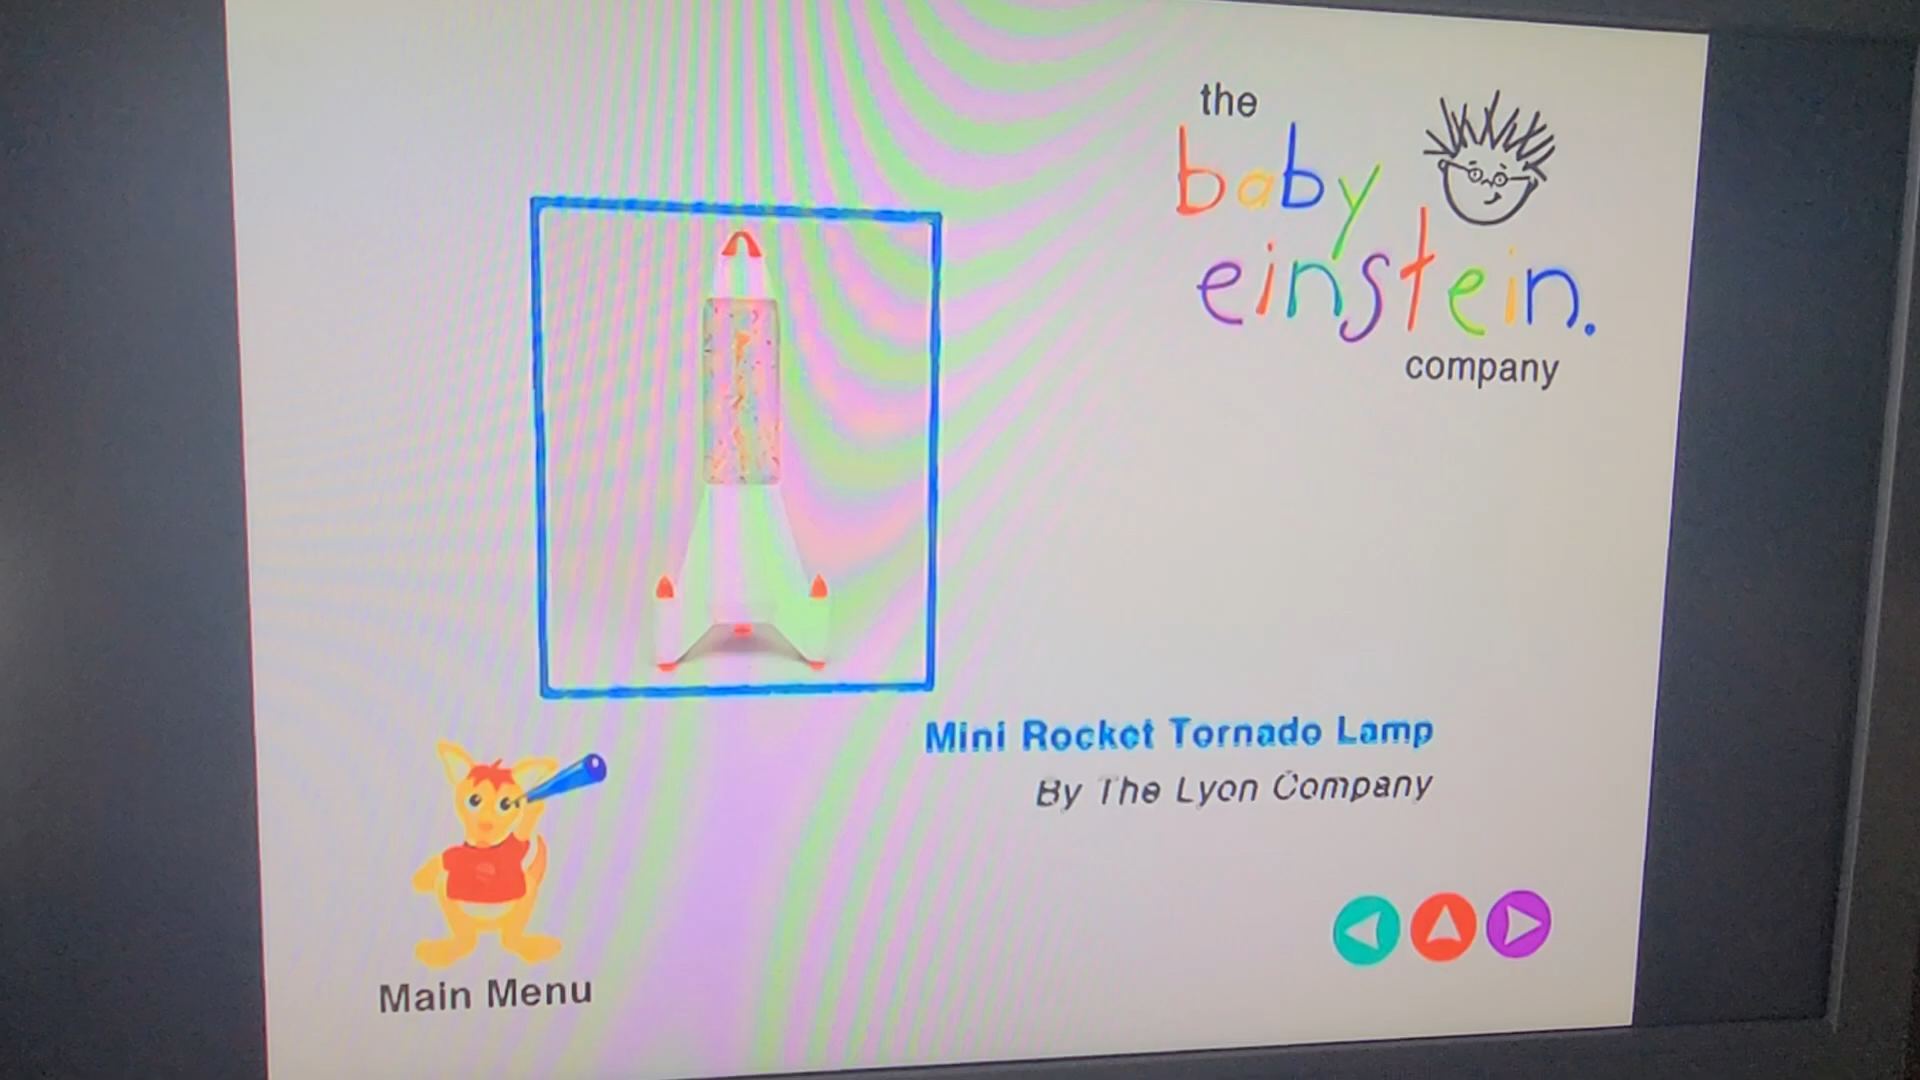 the
baby
einstein.
company
Mini Rocket Tornado Lamp
By The Lyon Company
Main Menu